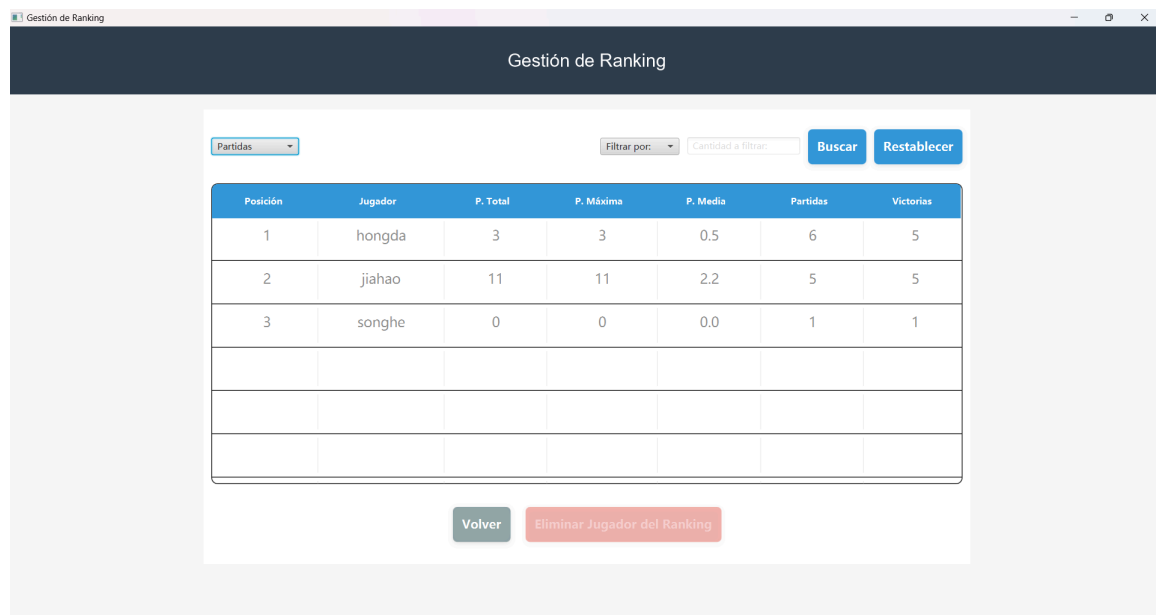 Gestión de Ranking
Gestión de Ranking
Partidas Filtrar por: Cantidad a filtrar: Buscar Restablecer
Posición Jugador P. Total P. Máxima P. Media Partidas Victorias
1 hongda 3 3 0.5 6 5
2 jiahao 11 11 2.2 5 5
3 songhe 0 0 0.0 1 1
Volver Eliminar Jugador del Ranking